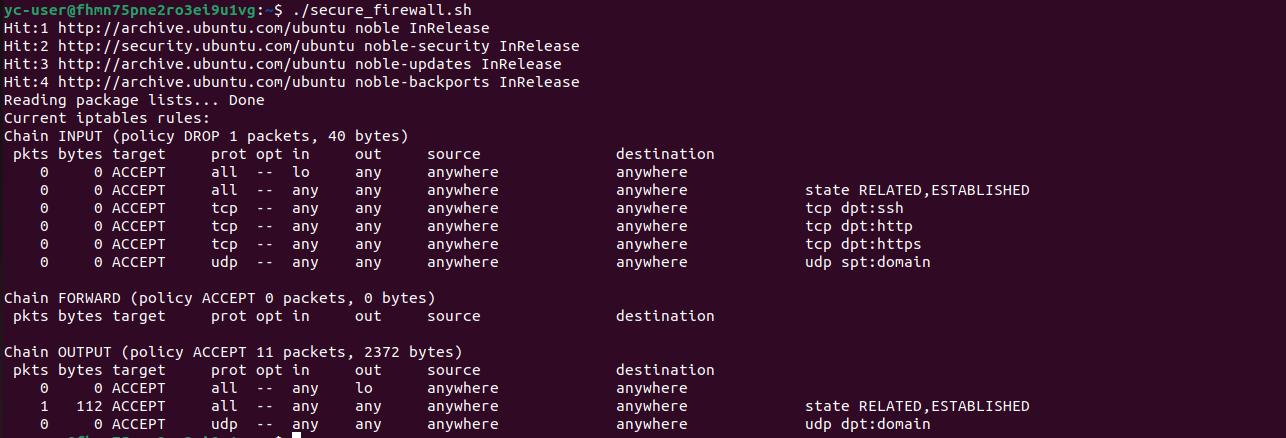 yc-user@fhmn75pne2ro3ei9u1vg:~$ ./secure_firewall.sh
Hit:1 http://archive.ubuntu.com/ubuntu noble InRelease
Hit:2 http://security.ubuntu.com/ubuntu noble-security InRelease
Hit:3 http://archive.ubuntu.com/ubuntu noble-updates InRelease
Hit:4 http://archive.ubuntu.com/ubuntu noble-backports InRelease
Reading package lists... Done
Current iptables rules:
Chain INPUT (policy DROP 1 packets, 40 bytes)
 pkts bytes target     prot opt in     out     source               destination
    0     0 ACCEPT     all  --  lo     any     anywhere             anywhere
    0     0 ACCEPT     all  --  any    any     anywhere             anywhere             state RELATED,ESTABLISHED
    0     0 ACCEPT     tcp  --  any    any     anywhere             anywhere             tcp dpt:ssh
    0     0 ACCEPT     tcp  --  any    any     anywhere             anywhere             tcp dpt:http
    0     0 ACCEPT     tcp  --  any    any     anywhere             anywhere             tcp dpt:https
    0     0 ACCEPT     udp  --  any    any     anywhere             anywhere             udp spt:domain

Chain FORWARD (policy ACCEPT 0 packets, 0 bytes)
 pkts bytes target     prot opt in     out     source               destination

Chain OUTPUT (policy ACCEPT 11 packets, 2372 bytes)
 pkts bytes target     prot opt in     out     source               destination
    0     0 ACCEPT     all  --  any    lo      anywhere             anywhere
    1   112 ACCEPT     all  --  any    any     anywhere             anywhere             state RELATED,ESTABLISHED
    0     0 ACCEPT     udp  --  any    any     anywhere             anywhere             udp dpt:domain